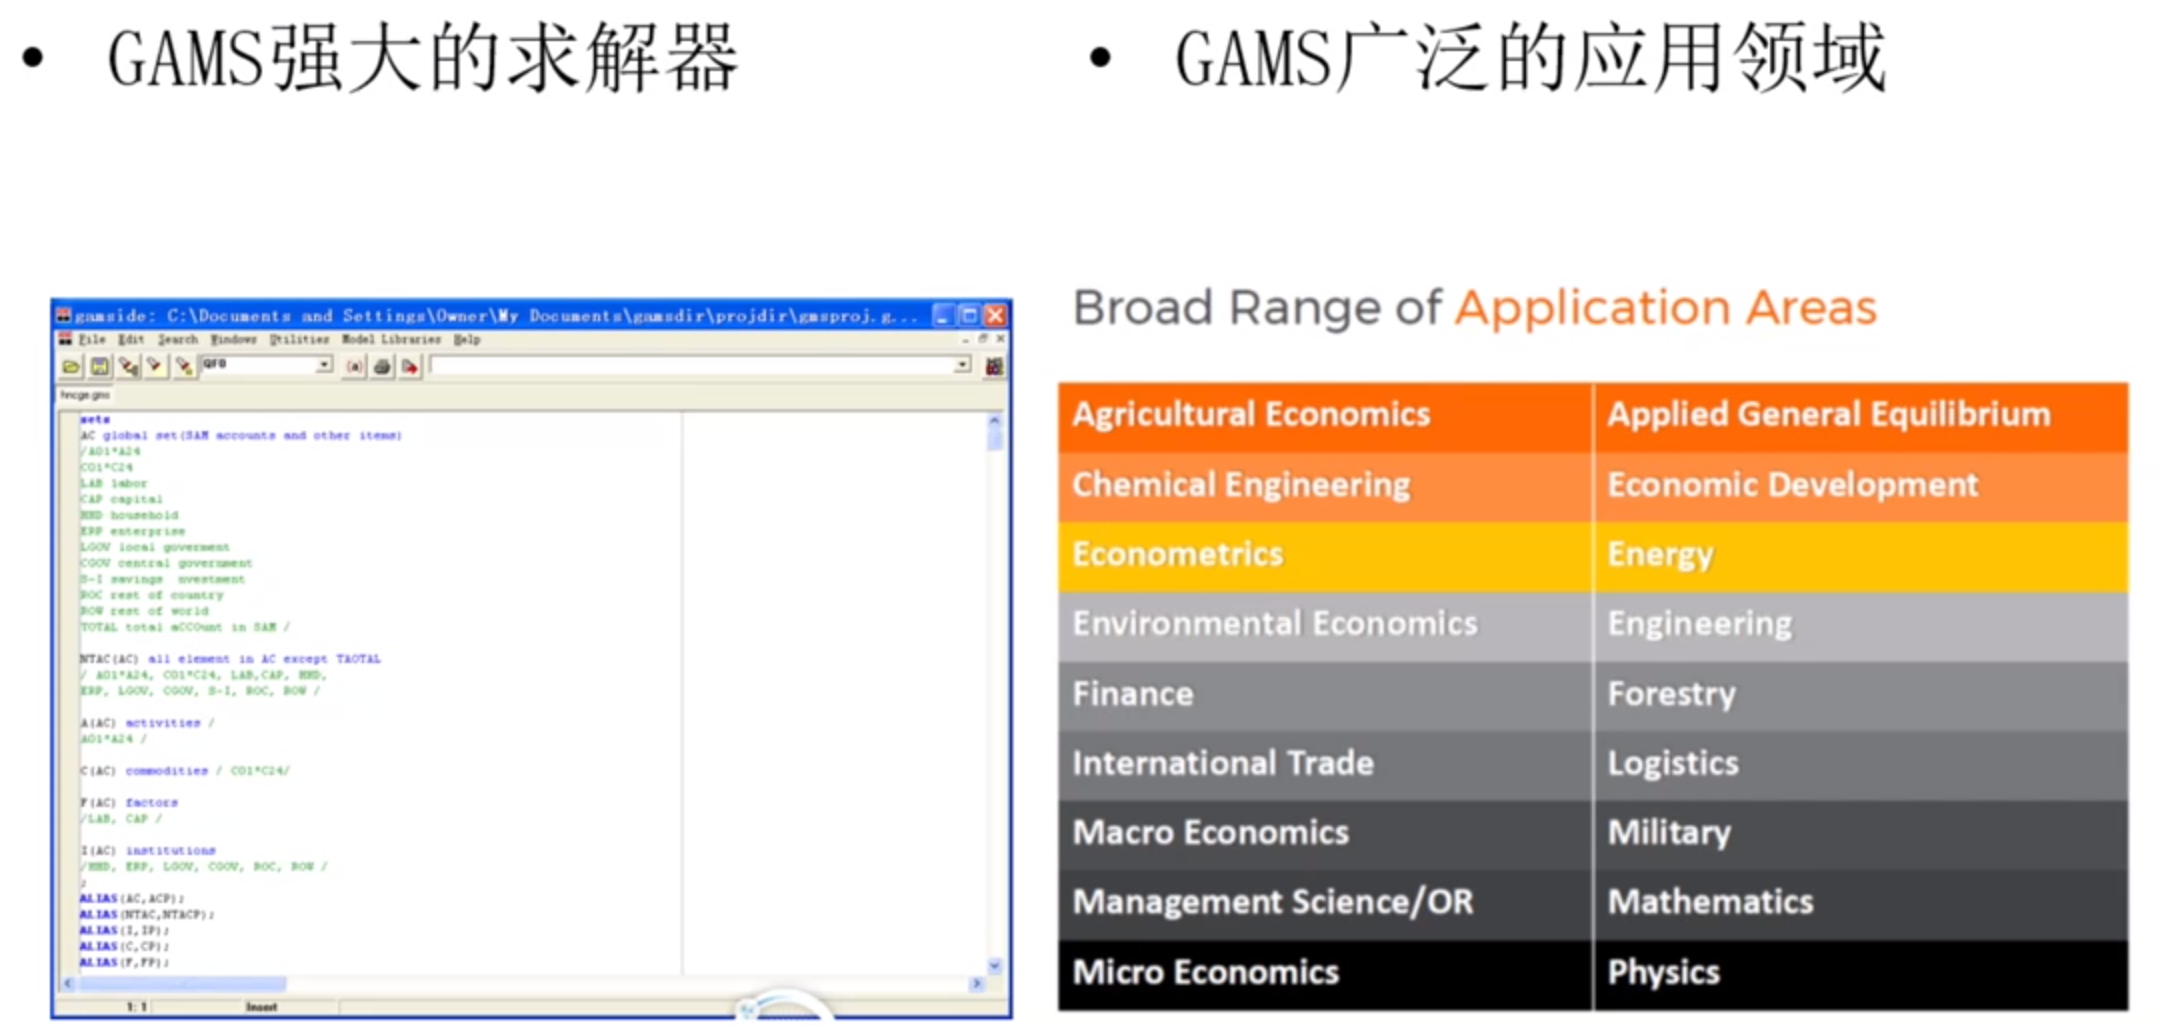 • GAMS强大的求解器
• GAMS广泛的应用领域
gamside: C:\Documents and Settings\Owner\My Documents\gamsdir\projdir\gmsproj.g...
File Edit Search Windows Utilities Model Libraries Help
QF0
(a)
hncge.gms
sets
AC global set(SAM accounts and other items)
/A01*A24
C01*C24
LAB labor
CAP capital
HHD household
ERP enterprise
LGOV local goverment
CGOV central government
S-I savings nvestment
ROC rest of country
ROW rest of world
TOTAL total aCCOunt in SAM /
NTAC(AC) all element in AC except TAOTAL
/ A01*A24, C01*C24, LAB,CAP, HHD,
ERP, LGOV, CGOV, S-I, ROC, ROW /
A(AC) activities /
A01*A24 /
C(AC) commodities / C01*C24/
F(AC) factors
/LAB, CAP /
I(AC) institutions
/HHD, ERP, LGOV, CGOV, ROC, ROW /
;
ALIAS(AC,ACP);
ALIAS(NTAC,NTACP);
ALIAS(I,IP);
ALIAS(C,CP);
ALIAS(F,FP);
1: 1 Insert
Broad Range of Application Areas
Agricultural Economics Applied General Equilibrium
Chemical Engineering Economic Development
Econometrics Energy
Environmental Economics Engineering
Finance Forestry
International Trade Logistics
Macro Economics Military
Management Science/OR Mathematics
Micro Economics Physics